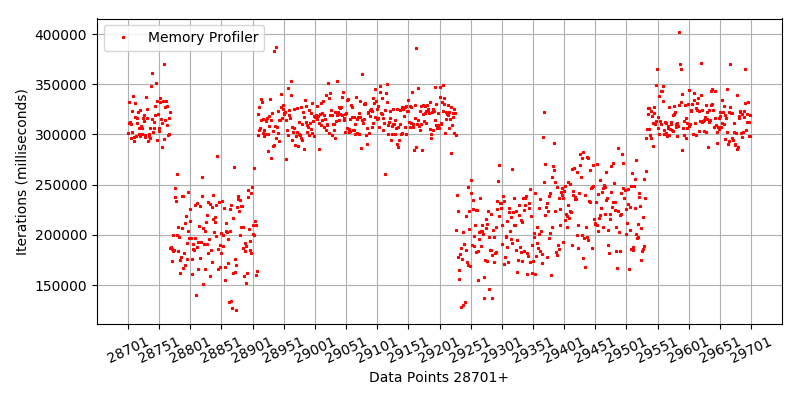 Memory Profiler
400000
350000
300000
250000
200000
150000
Iterations (milliseconds)
28701 28751 28801 28851 28901 28951 29001 29051 29101 29151 29201 29251 29301 29351 29401 29451 29501 29551 29601 29651 29701
Data Points 28701+